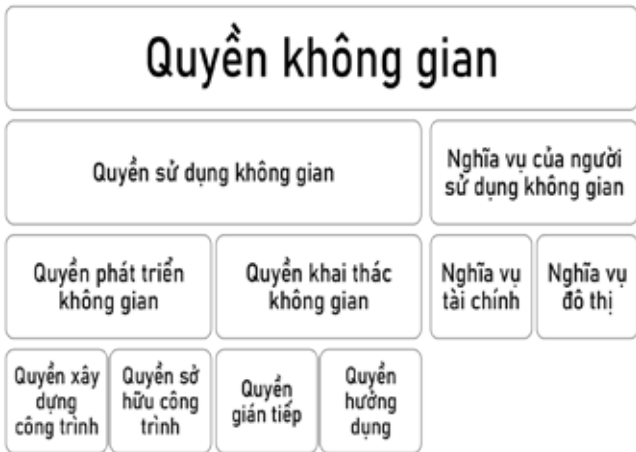 Quyền không gian
Quyền sử dụng không gian
Nghĩa vụ của người
sử dụng không gian
Quyền phát triển
không gian
Quyền khai thác
không gian
Nghĩa vụ
tài chính
Nghĩa vụ
đô thị
Quyền xây
dựng
công trình
Quyền sở
hữu công
trình
Quyền
gián tiếp
Quyền
hưởng
dụng